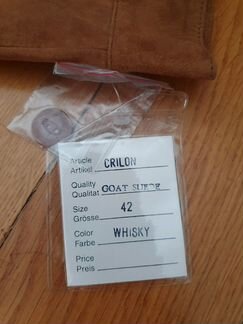 Article
Artikel CRILON
Quality
Qualität GOAT SUEDE
Size
Grösse 42
Color
Farbe WHISKY
Price
Preis